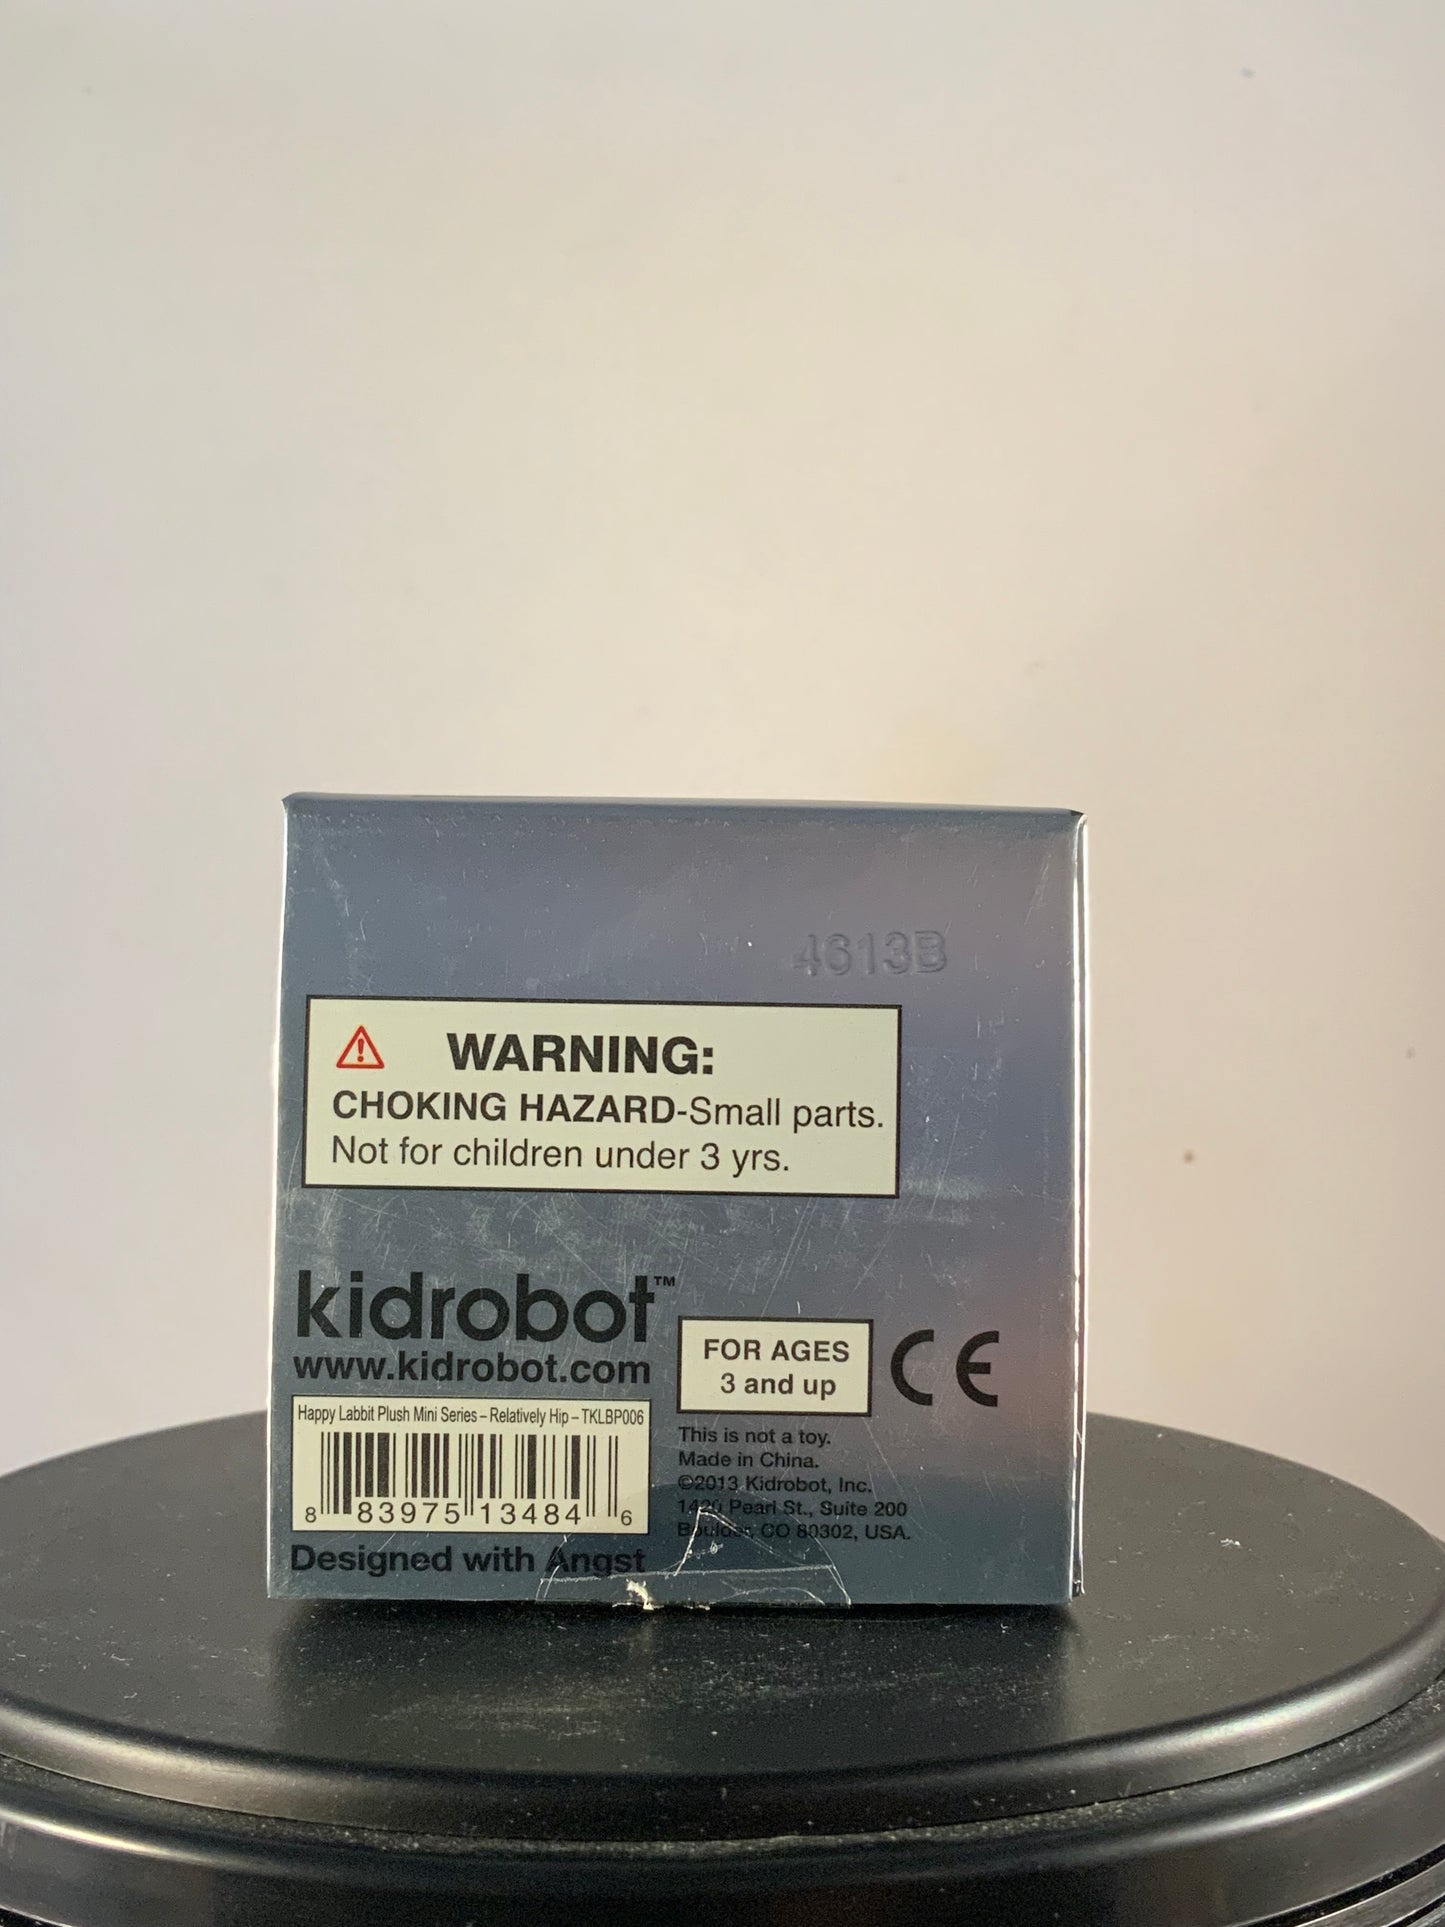 4613B
WARNING:
CHOKING HAZARD-Small parts.
Not for children under 3 yrs.
kidrobot™
www.kidrobot.com
Happy Labbit Plush Mini Series – Relatively Hip – TKLBP006
8 83975 13484 6
Designed with Angst
FOR AGES
3 and up
CE
This is not a toy.
Made in China.
©2013 Kidrobot, Inc.
1420 Pearl St., Suite 200
Boulder, CO 80302, USA.